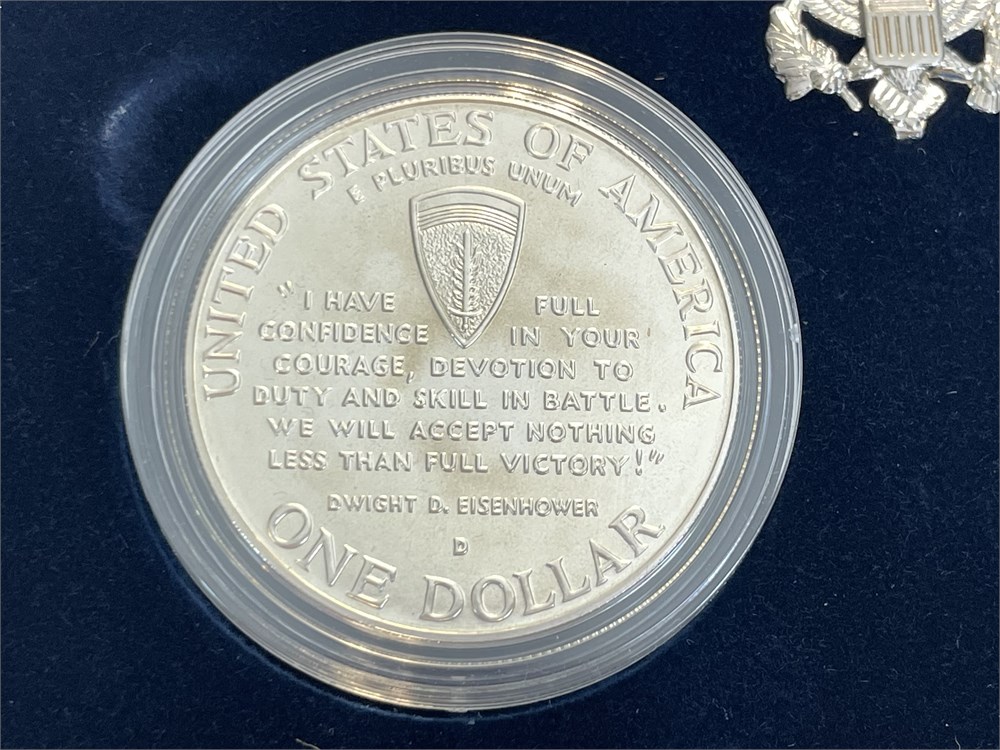 UNITED STATES OF AMERICA
E PLURIBUS UNUM
"I HAVE FULL
CONFIDENCE IN YOUR
COURAGE, DEVOTION TO
DUTY AND SKILL IN BATTLE.
WE WILL ACCEPT NOTHING
LESS THAN FULL VICTORY!"
DWIGHT D. EISENHOWER
D
ONE DOLLAR